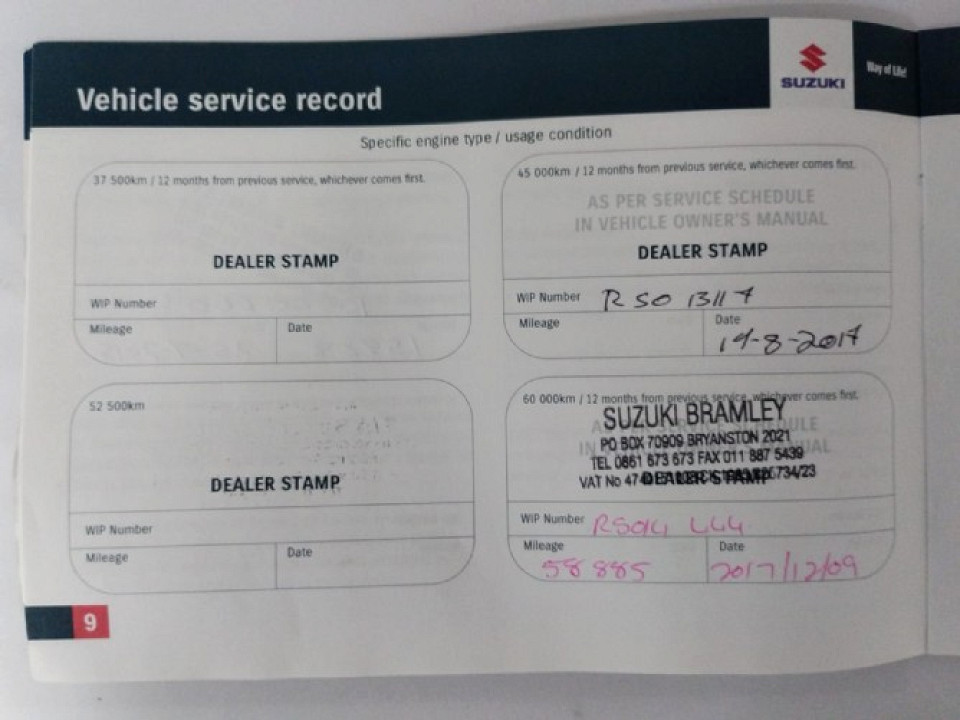 Vehicle service record
SUZUKI
Way of Life!
Specific engine type / usage condition
37 500km / 12 months from previous service, whichever comes first.
DEALER STAMP
WIP Number
Mileage
Date
45 000km / 12 months from previous service, whichever comes first.
AS PER SERVICE SCHEDULE
IN VEHICLE OWNER'S MANUAL
DEALER STAMP
WIP Number RSO 13117
Mileage
Date
19-8-2017
52 500km
DEALER STAMP
WIP Number
Mileage
Date
60 000km / 12 months from previous service, whichever comes first.
SUZUKI BRAMLEY
PO BOX 70909 BRYANSTON 2021
TEL 0861 673 673 FAX 011 887 5439
VAT No
DEALER STAMP
WIP Number
Mileage
58 885
Date
2017/12/09
9